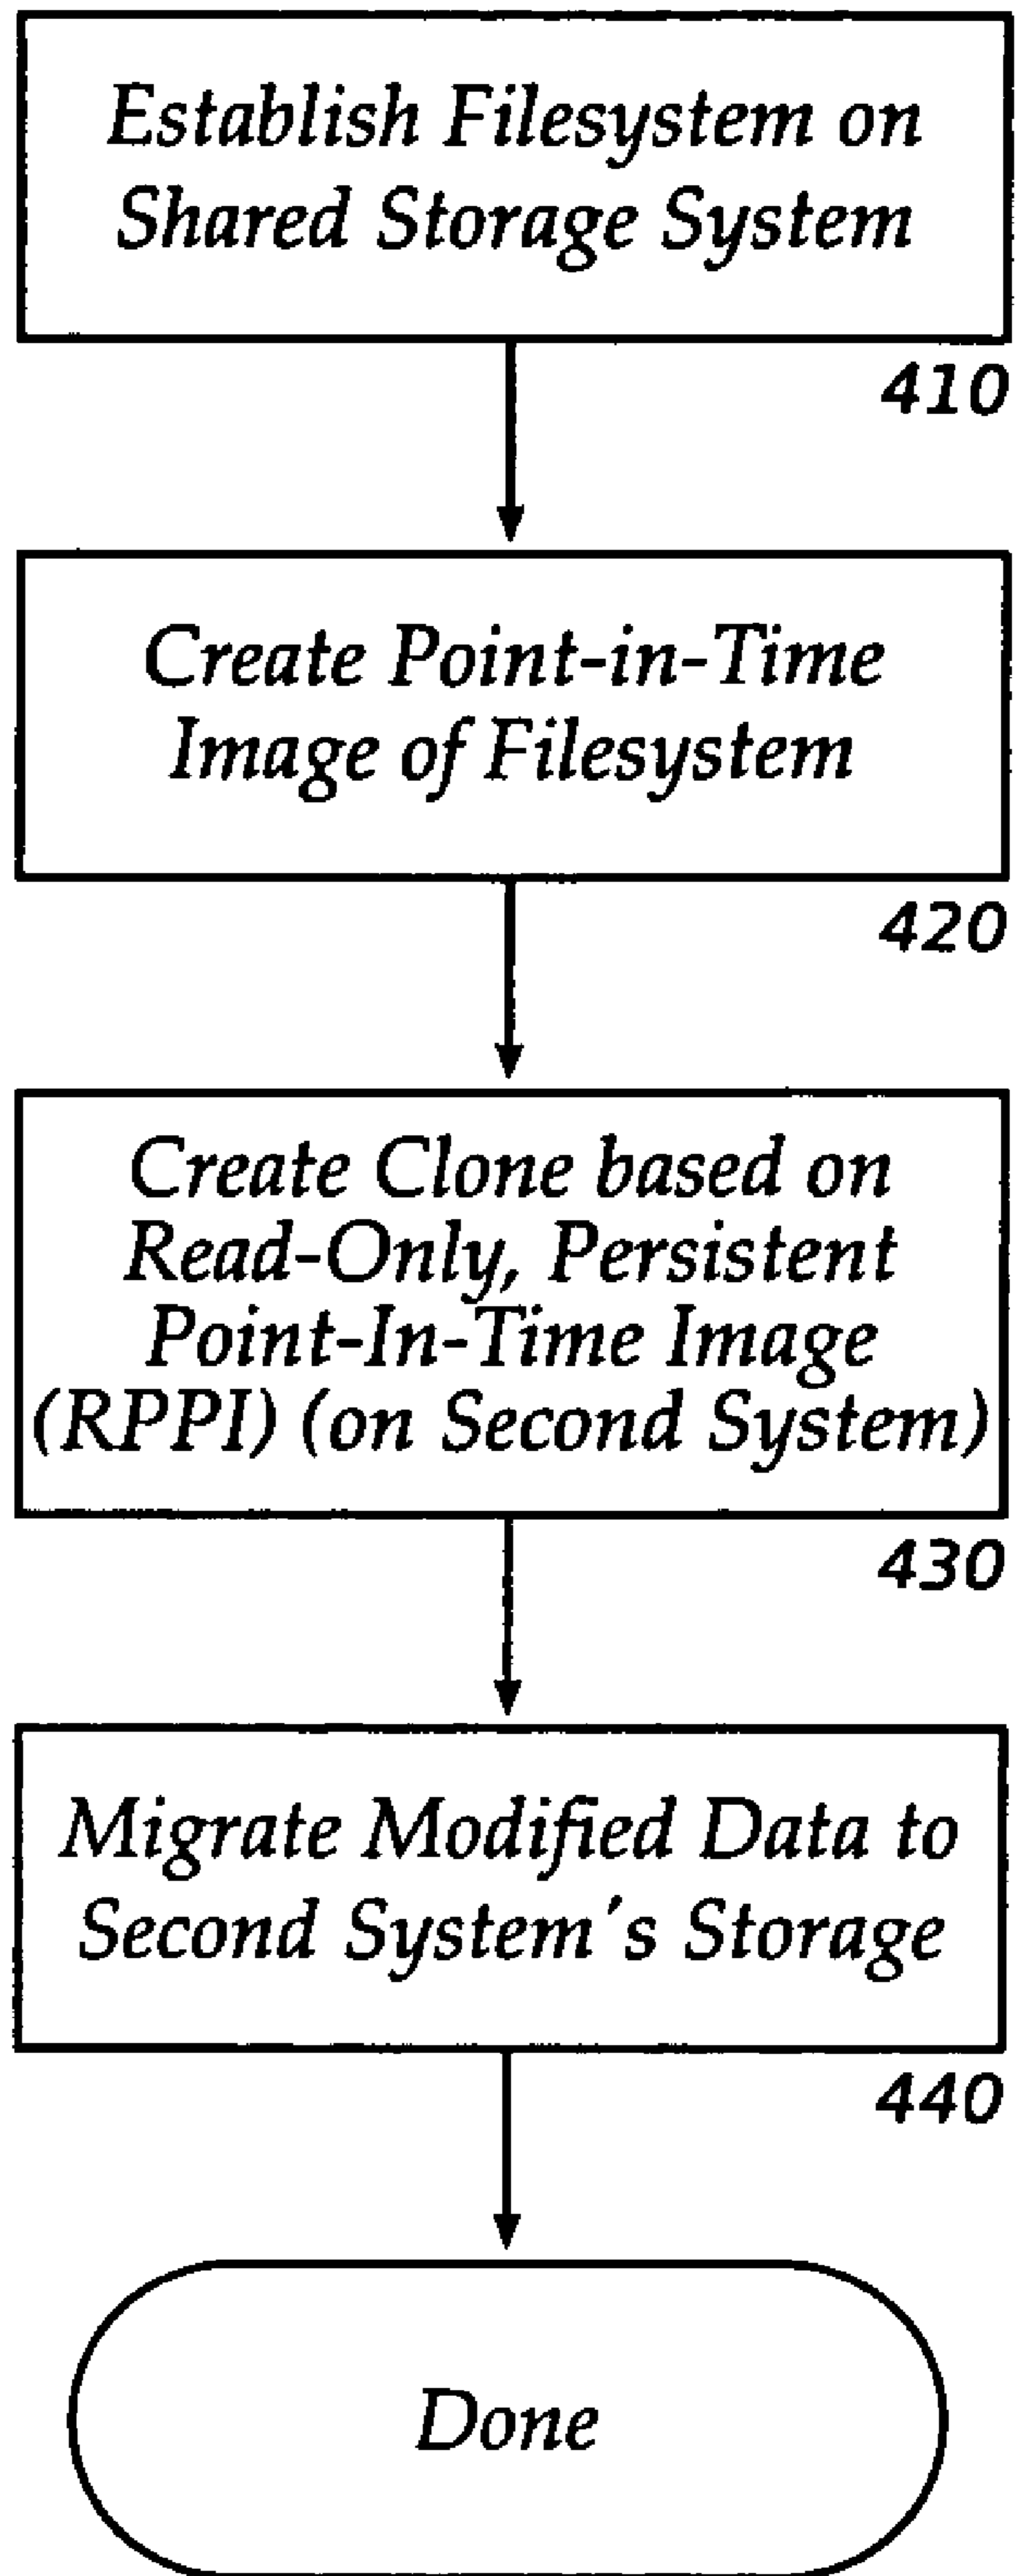 Establish Filesystem on
Shared Storage System
410
Create Point-in-Time
Image of Filesystem
420
Create Clone based on
Read-Only, Persistent
Point-In-Time Image
(RPPI) (on Second System)
430
Migrate Modified Data to
Second System's Storage
440
Done